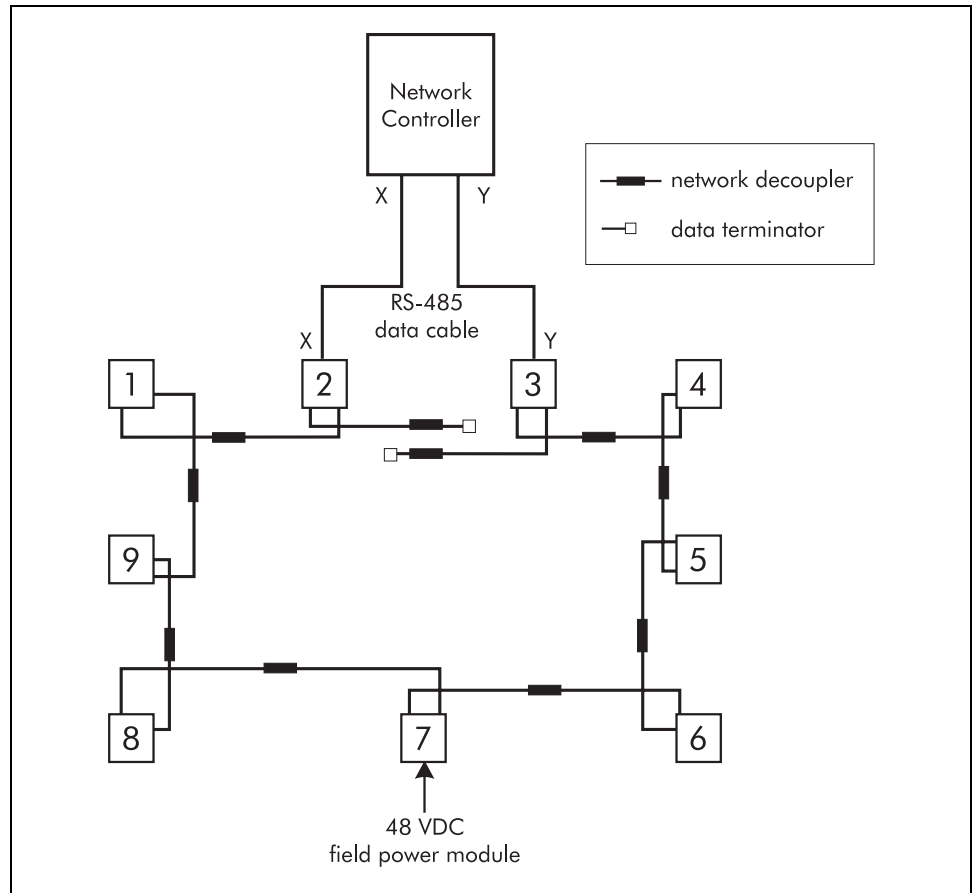 Network
Controller
X
Y
network decoupler
data terminator
RS-485
data cable
X
Y
1
2
3
4
9
5
8
7
6
48 VDC
field power module